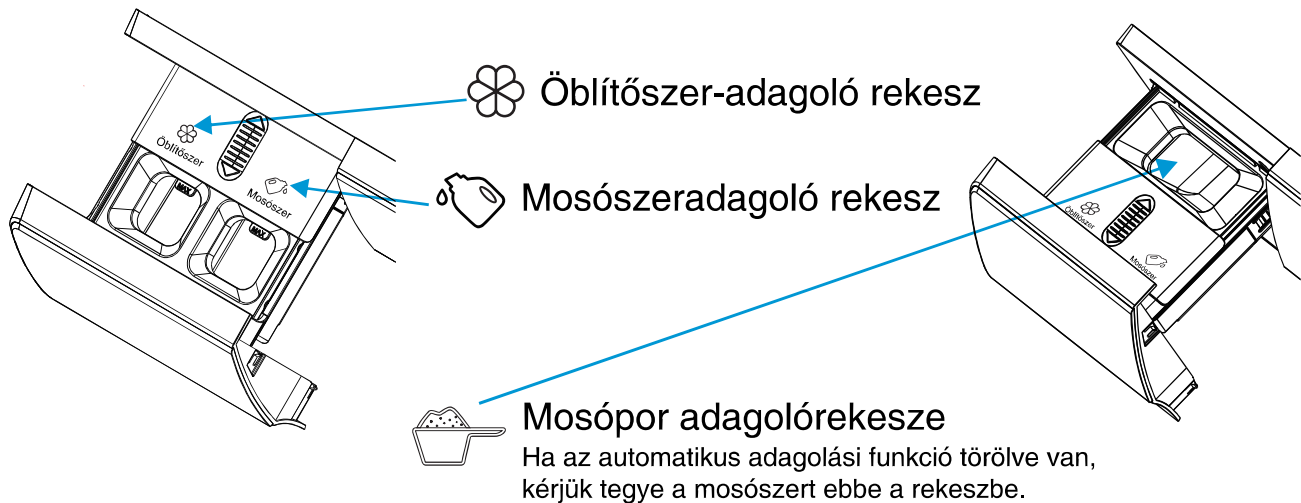 Öblítőszer-adagoló rekesz
Öblítőszer
Mosószer
MAX
MAX
Mosószeradagoló rekesz
Öblítőszer
Mosószer
Mosópor adagolórekesze
Ha az automatikus adagolási funkció törölve van,
kérjük tegye a mosószert ebbe a rekeszbe.